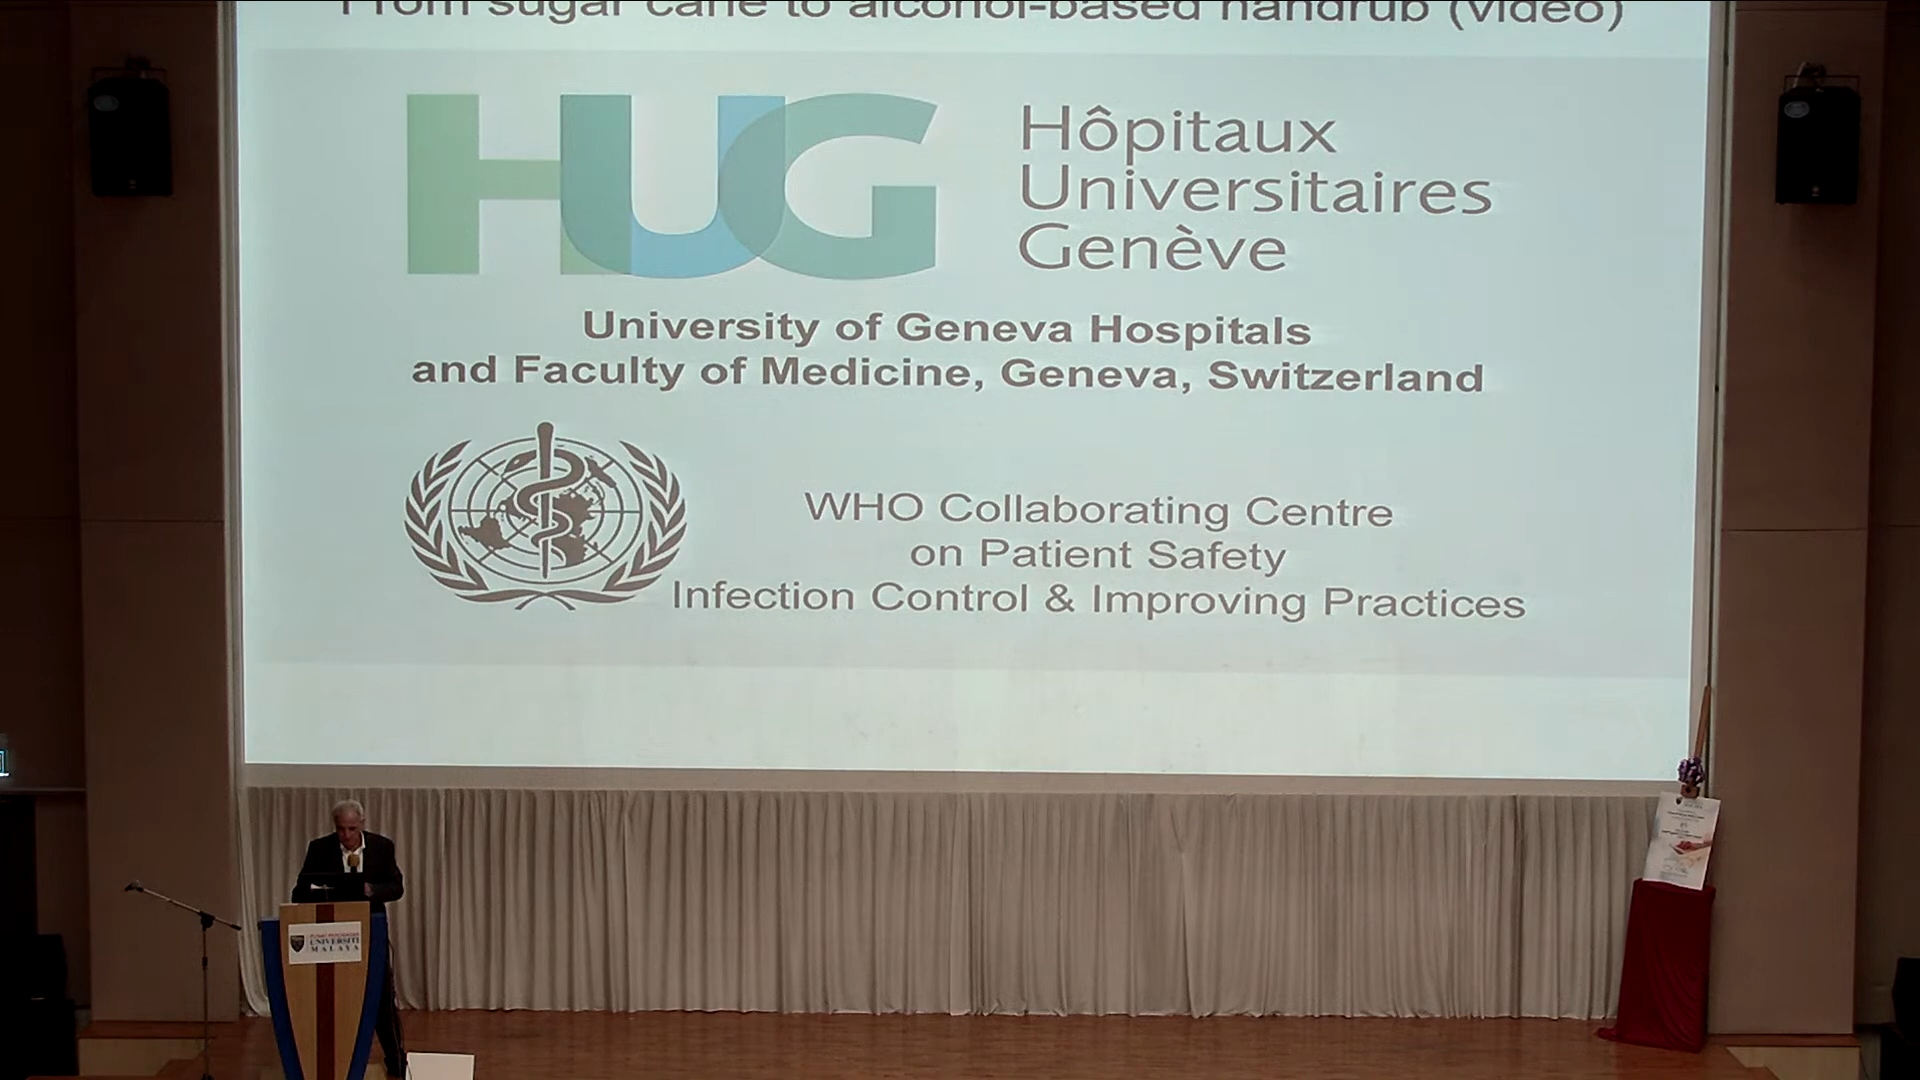 From sugar cane to alcohol-based handrub (video)
HUG
Hôpitaux
Universitaires
Genève
University of Geneva Hospitals
and Faculty of Medicine, Geneva, Switzerland
WHO Collaborating Centre
on Patient Safety
Infection Control & Improving Practices
UNIVERSITI
MALAYA